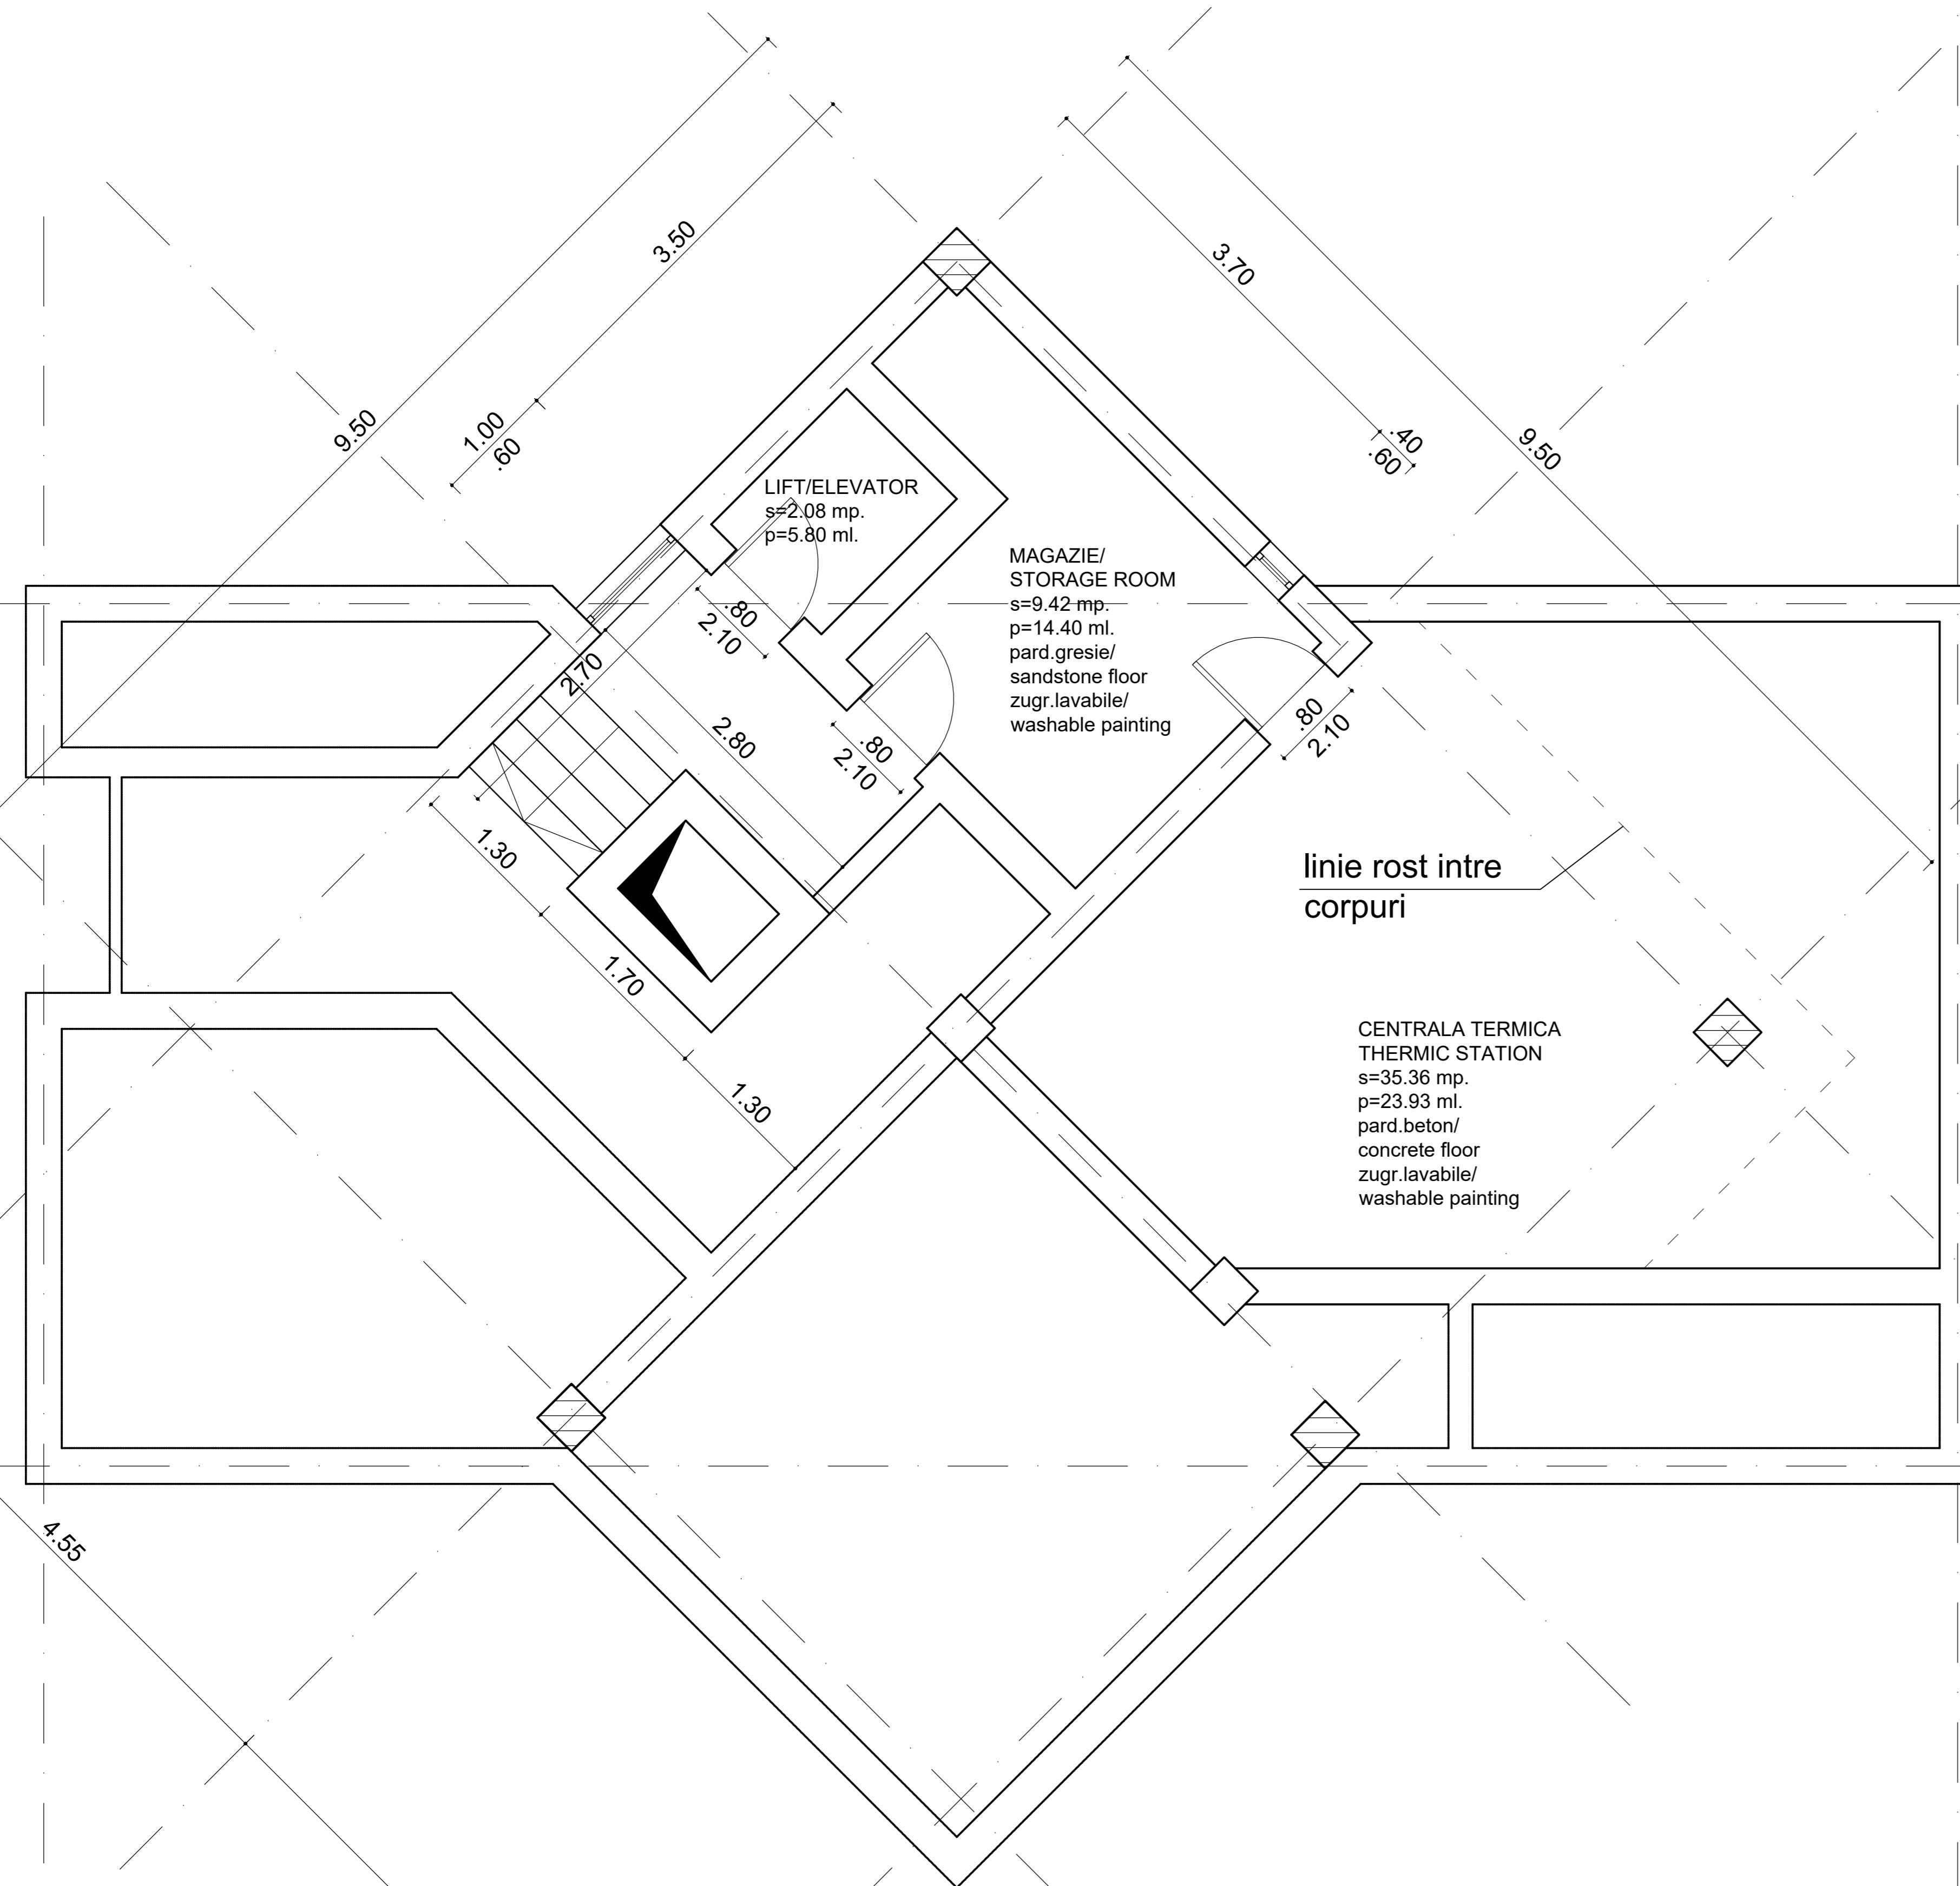 3.50
3.70
9.50
1.00
.60
.40
.60
9.50
LIFT/ELEVATOR
s=2.08 mp.
p=5.80 ml.
MAGAZIE/
STORAGE ROOM
s=9.42 mp.
p=14.40 ml.
pard.gresie/
sandstone floor
zugr.lavabile/
washable painting
.80
2.10
2.70
2.80
.80
2.10
.80
2.10
1.30
linie rost intre
corpuri
1.70
1.30
CENTRALA TERMICA
THERMIC STATION
s=35.36 mp.
p=23.93 ml.
pard.beton/
concrete floor
zugr.lavabile/
washable painting
4.55